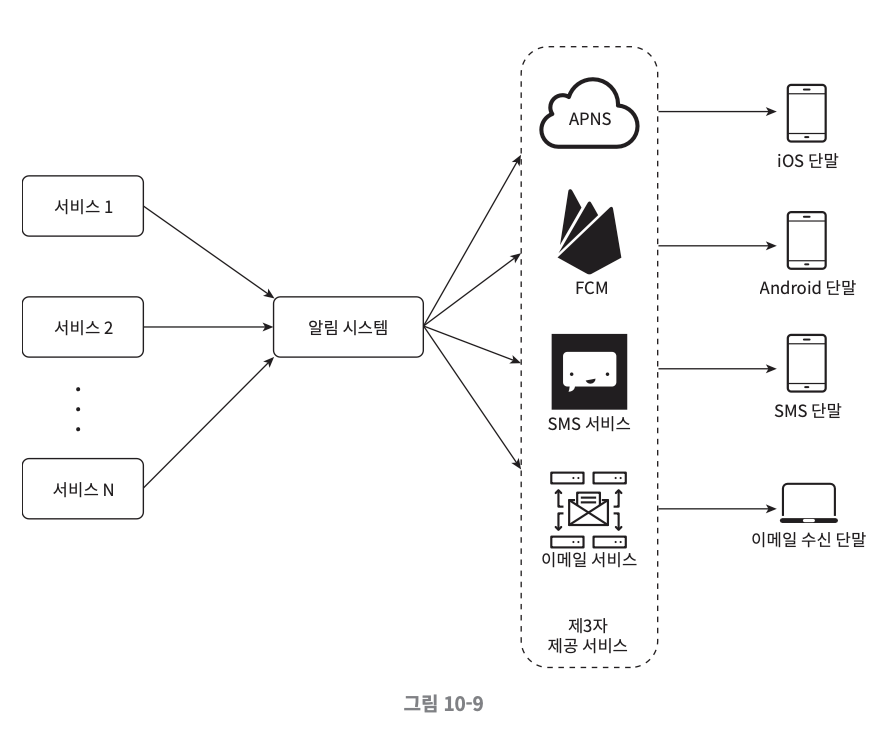 서비스 1
서비스 2
서비스 N
알림 시스템
APNS
FCM
SMS 서비스
이메일 서비스
제3자
제공 서비스
iOS 단말
Android 단말
SMS 단말
이메일 수신 단말
그림 10-9